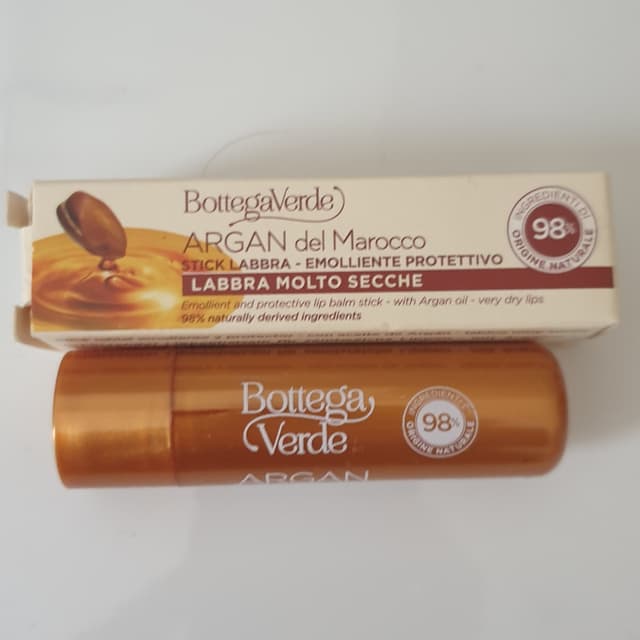 BottegaVerde
ARGAN del Marocco
STICK LABBRA - EMOLLIENTE PROTETTIVO
LABBRA MOLTO SECCHE
Emollient and protective lip balm stick - with Argan oil - very dry lips
98% naturally derived ingredients
INGREDIENTI DI
98%
ORIGINE NATURALE
Bottega
Verde
ARGAN
INGREDIENTI DI
98%
ORIGINE NATURALE